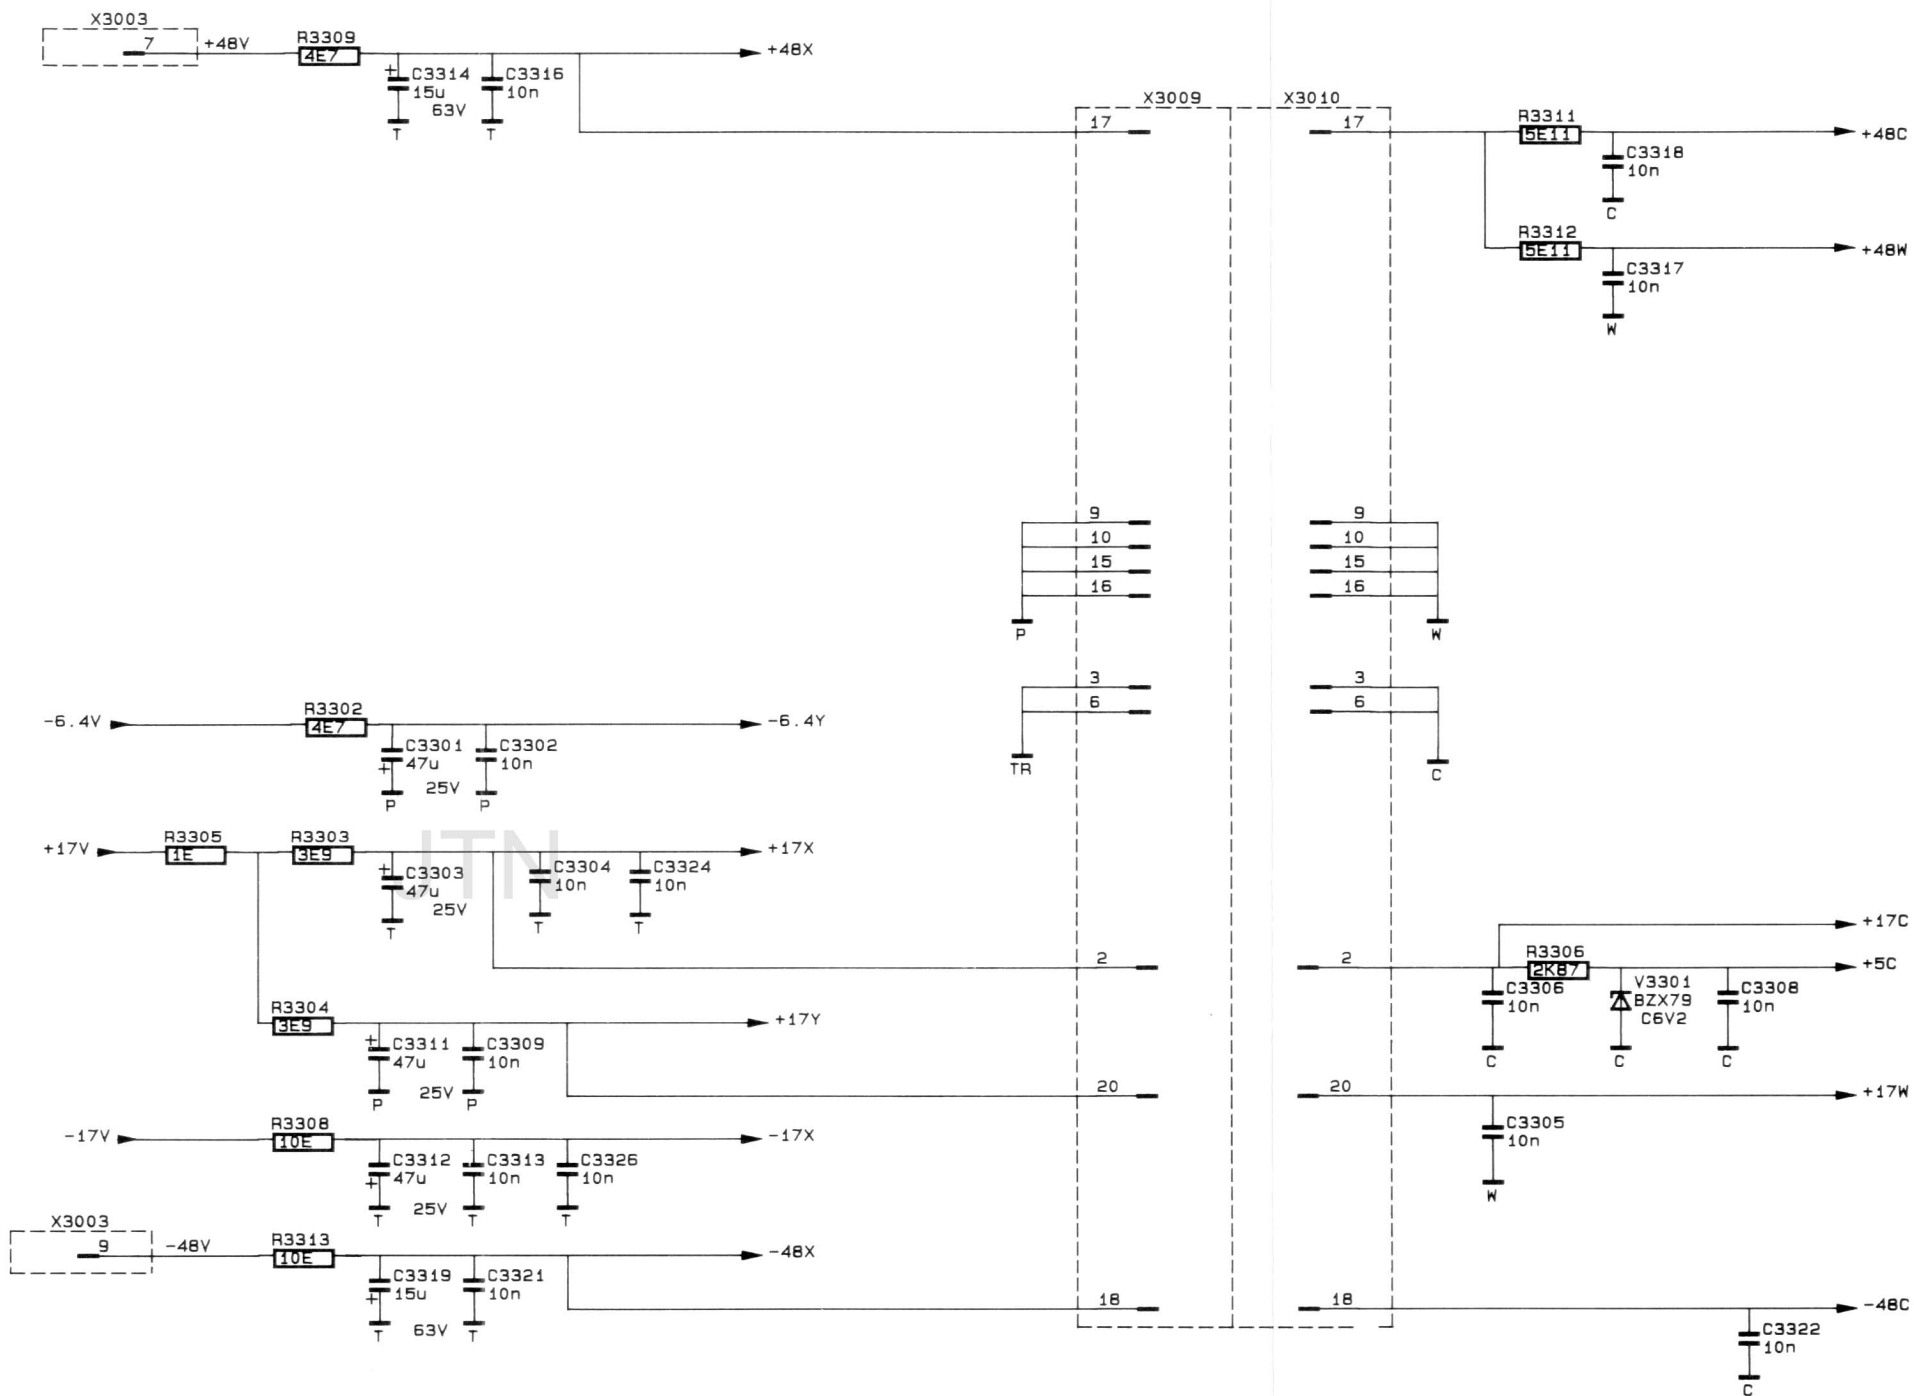 X3003
7
+48V
R3309
4E7
+48X
C3314
15u
63V
+
T
C3316
10n
T
X3009
X3010
17
17
R3311
5E11
+48C
C3318
10n
C
R3312
5E11
+48W
C3317
10n
W
9
10
15
16
P
9
10
15
16
W
3
6
TR
3
6
C
-6.4V
R3302
4E7
-6.4Y
C3301
47u
25V
+
P
C3302
10n
P
JTN
+17V
R3305
1E
R3303
3E9
+17X
+
C3303
47u
25V
T
C3304
10n
T
C3324
10n
T
2
2
+17C
R3306
2K87
+5C
C3306
10n
C
V3301
BZX79
C6V2
C
C3308
10n
C
R3304
3E9
+17Y
+
C3311
47u
25V
P
C3309
10n
P
20
20
+17W
C3305
10n
W
-17V
R3308
10E
-17X
C3312
47u
25V
+
T
C3313
10n
T
C3326
10n
T
X3003
9
-48V
R3313
10E
-48X
C3319
15u
63V
+
T
C3321
10n
T
18
18
-48C
C3322
10n
C